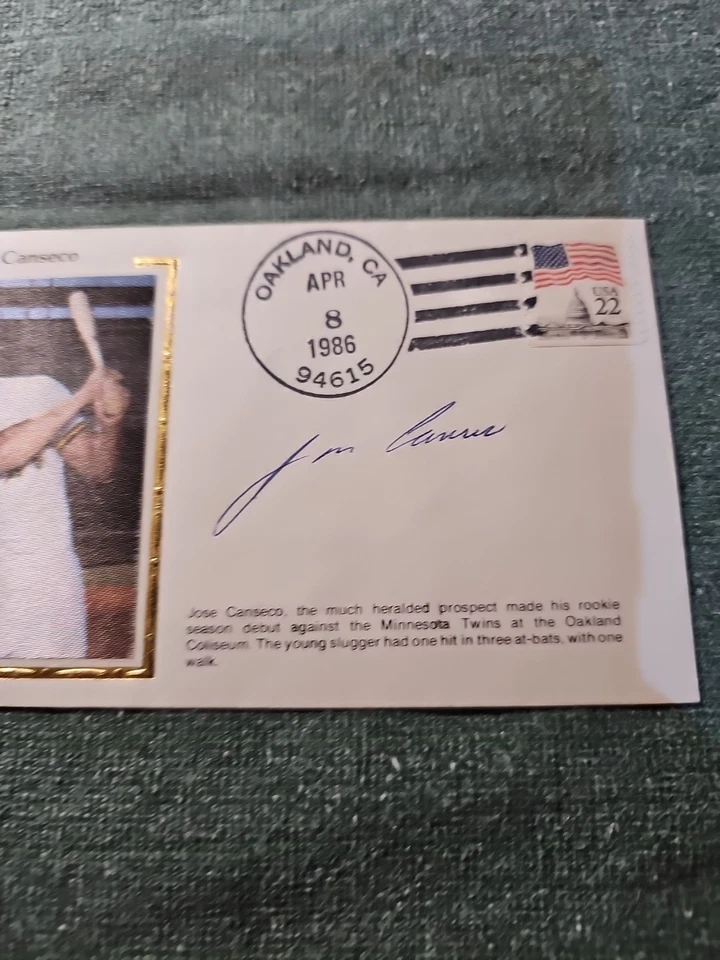 Canseco
OAKLAND, CA
APR
8
1986
94615
USA
22
Jose Canseco, the much heralded prospect made his rookie
season debut against the Minnesota Twins at the Oakland
Coliseum. The young slugger had one hit in three at-bats, with one
walk.